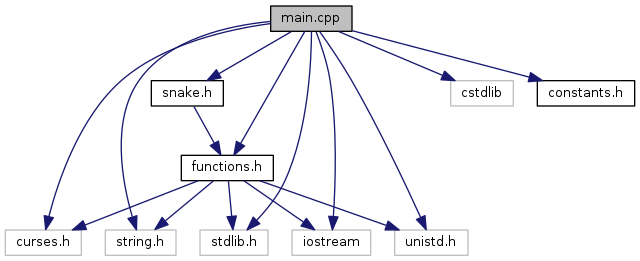 main.cpp
snake.h
cstdlib
constants.h
functions.h
curses.h
string.h
stdlib.h
iostream
unistd.h